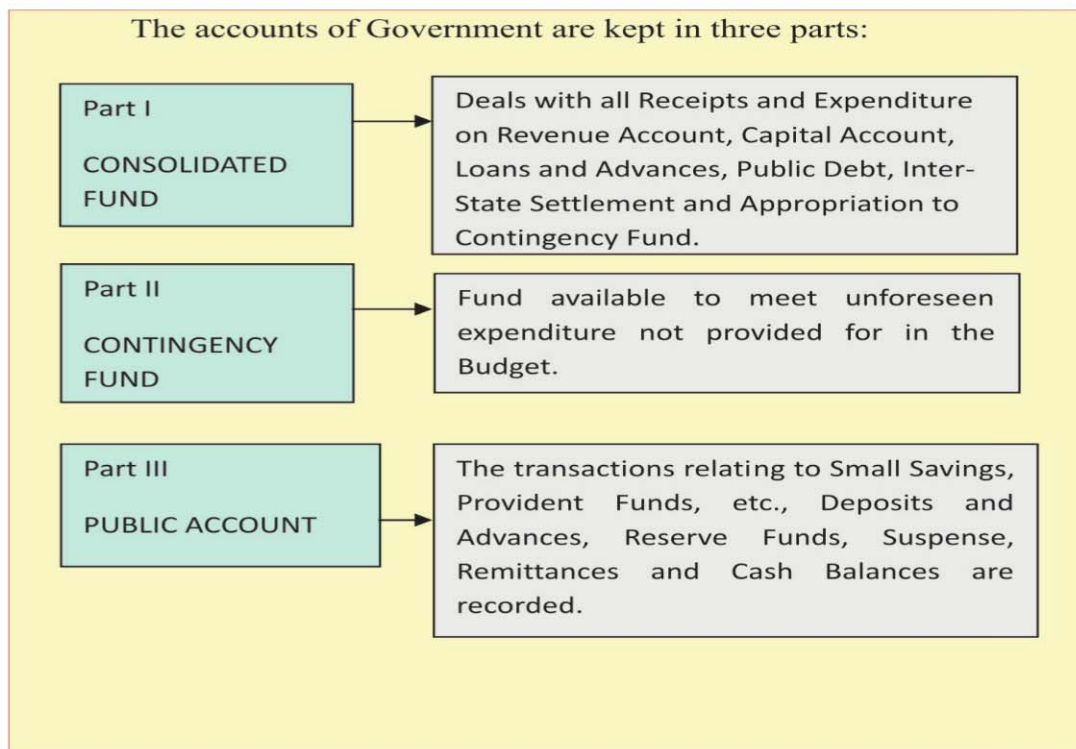 The accounts of Government are kept in three parts:
Part I
CONSOLIDATED
FUND
Deals with all Receipts and Expenditure
on Revenue Account, Capital Account,
Loans and Advances, Public Debt, Inter-
State Settlement and Appropriation to
Contingency Fund.
Part II
CONTINGENCY
FUND
Fund available to meet unforeseen
expenditure not provided for in the
Budget.
Part III
PUBLIC ACCOUNT
The transactions relating to Small Savings,
Provident Funds, etc., Deposits and
Advances, Reserve Funds, Suspense,
Remittances and Cash Balances are
recorded.